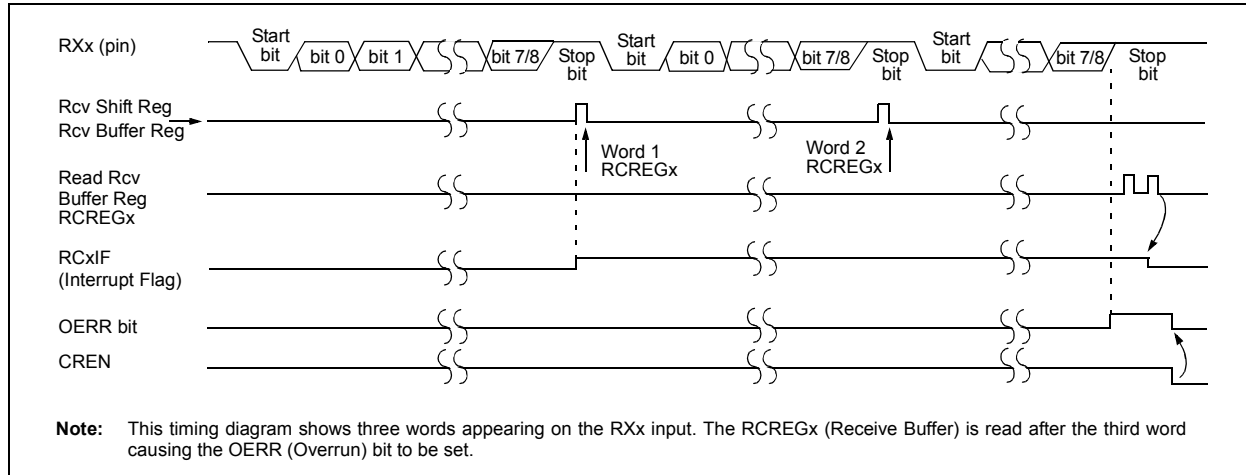 RXx (pin)
Start
bit
bit 0
bit 1
bit 7/8
Stop
bit
Start
bit
bit 0
bit 7/8
Stop
bit
Start
bit
bit 7/8
Stop
bit
Rcv Shift Reg
Rcv Buffer Reg
Word 1
RCREGx
Word 2
RCREGx
Read Rcv
Buffer Reg
RCREGx
RCxIF
(Interrupt Flag)
OERR bit
CREN
Note: This timing diagram shows three words appearing on the RXx input. The RCREGx (Receive Buffer) is read after the third word
causing the OERR (Overrun) bit to be set.